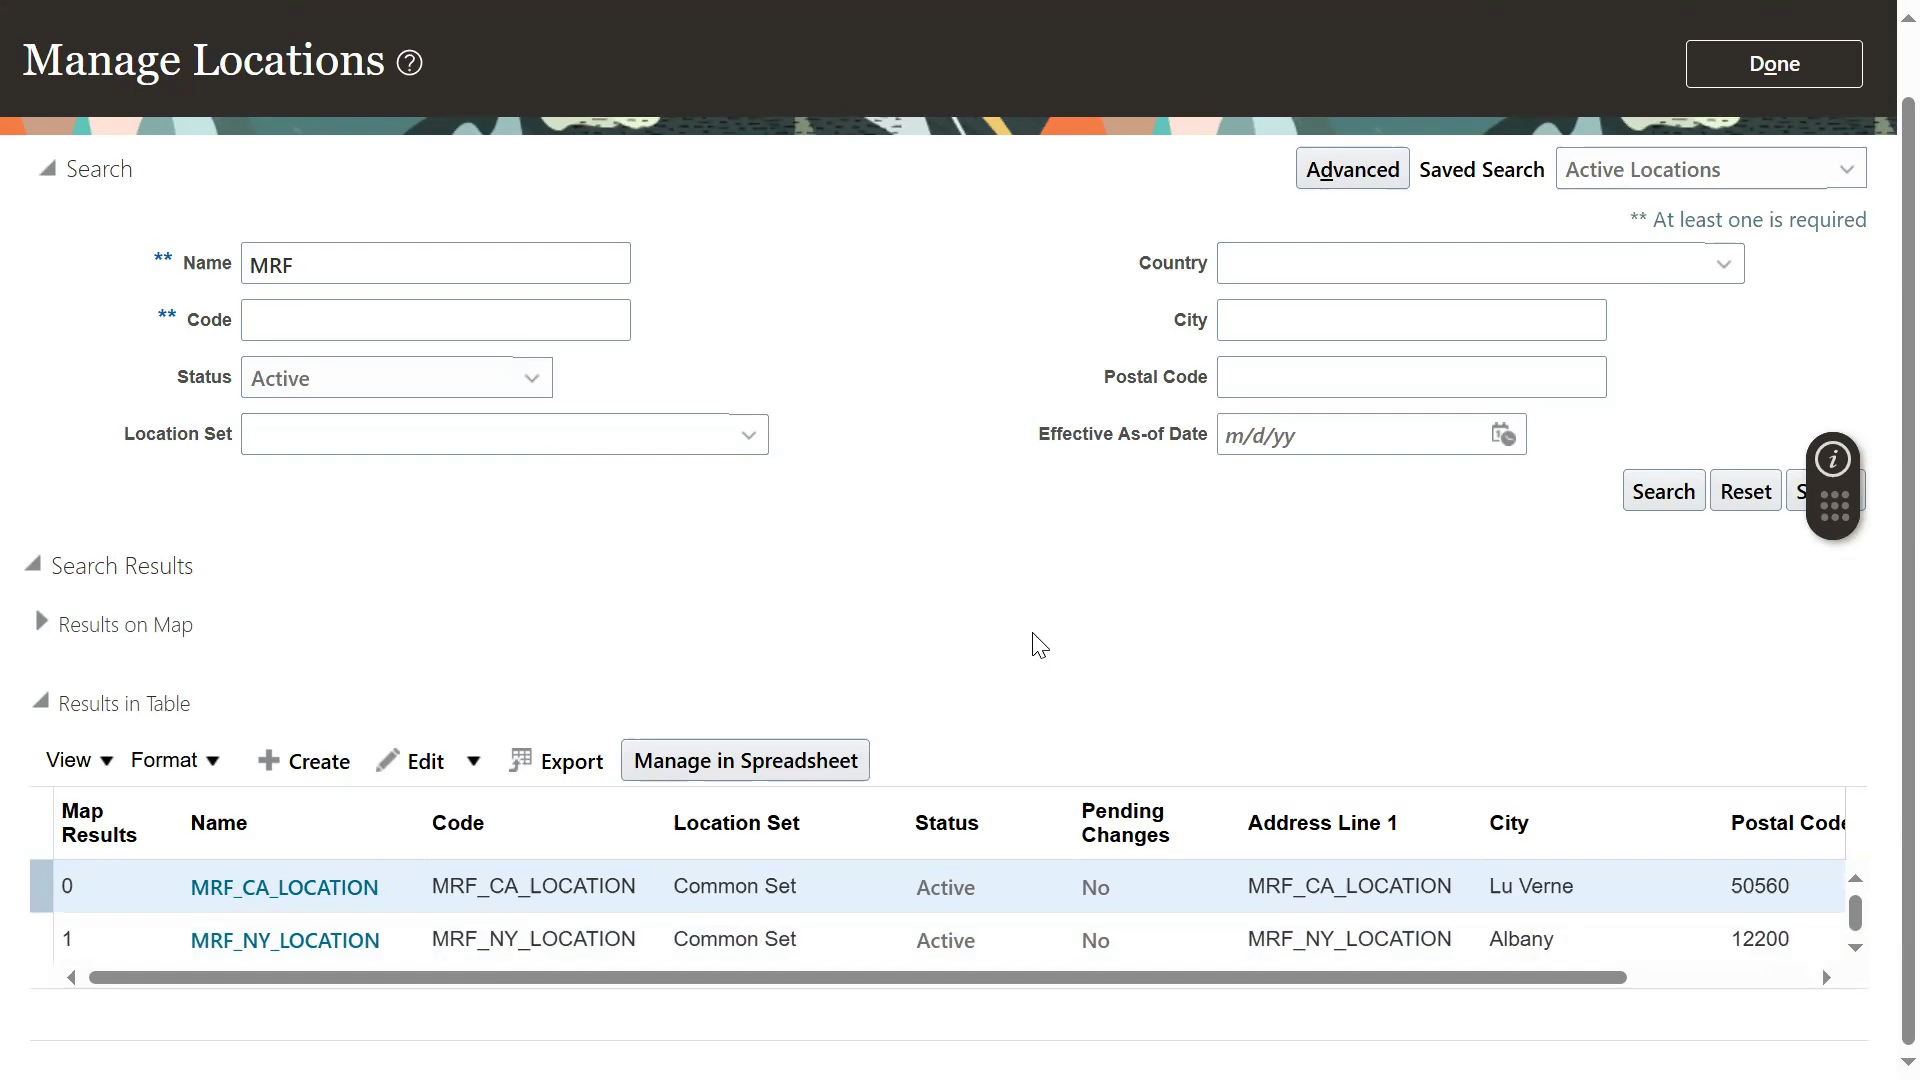 Manage Locations ?
Done
Search
Advanced Saved Search Active Locations
** At least one is required
** Name MRF
Country
** Code
City
Status Active
Postal Code
Location Set
Effective As-of Date m/d/yy
Search Reset
Search Results
Results on Map
Results in Table
View Format Create Edit Export Manage in Spreadsheet
Map Results Name Code Location Set Status Pending Changes Address Line 1 City Postal Code
0 MRF_CA_LOCATION MRF_CA_LOCATION Common Set Active No MRF_CA_LOCATION Lu Verne 50560
1 MRF_NY_LOCATION MRF_NY_LOCATION Common Set Active No MRF_NY_LOCATION Albany 12200